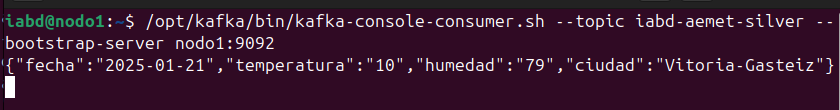 iabd@nodo1:~$ /opt/kafka/bin/kafka-console-consumer.sh --topic iabd-aemet-silver --
bootstrap-server nodo1:9092
{"fecha":"2025-01-21","temperatura":"10","humedad":"79","ciudad":"Vitoria-Gasteiz"}